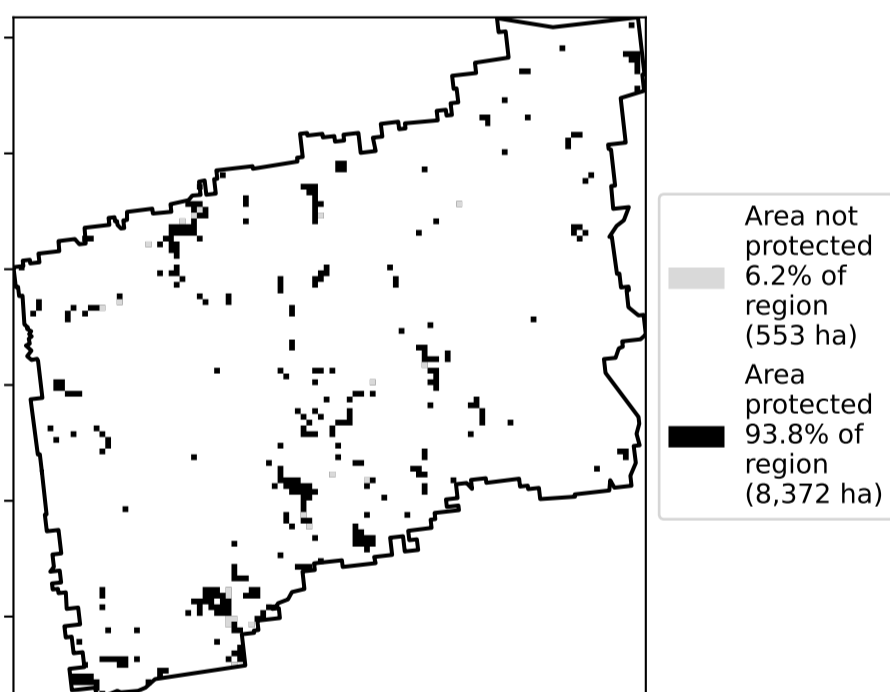 Area not
protected
6.2% of
region
(553 ha)
Area
protected
93.8% of
region
(8,372 ha)